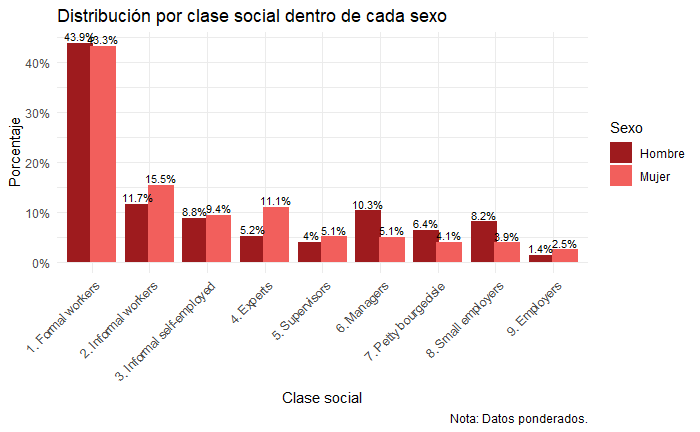 Distribución por clase social dentro de cada sexo
Porcentaje
40%
30%
20%
10%
0%
43.9%
43.3%
11.7%
15.5%
8.8%
9.4%
5.2%
11.1%
4%
5.1%
10.3%
5.1%
6.4%
4.1%
8.2%
3.9%
1.4%
2.5%
1. Formal workers
2. Informal workers
3. Informal self-employed
4. Experts
5. Supervisors
6. Managers
7. Petty bourgeoisie
8. Small employers
9. Employers
Clase social
Sexo
Hombre
Mujer
Nota: Datos ponderados.